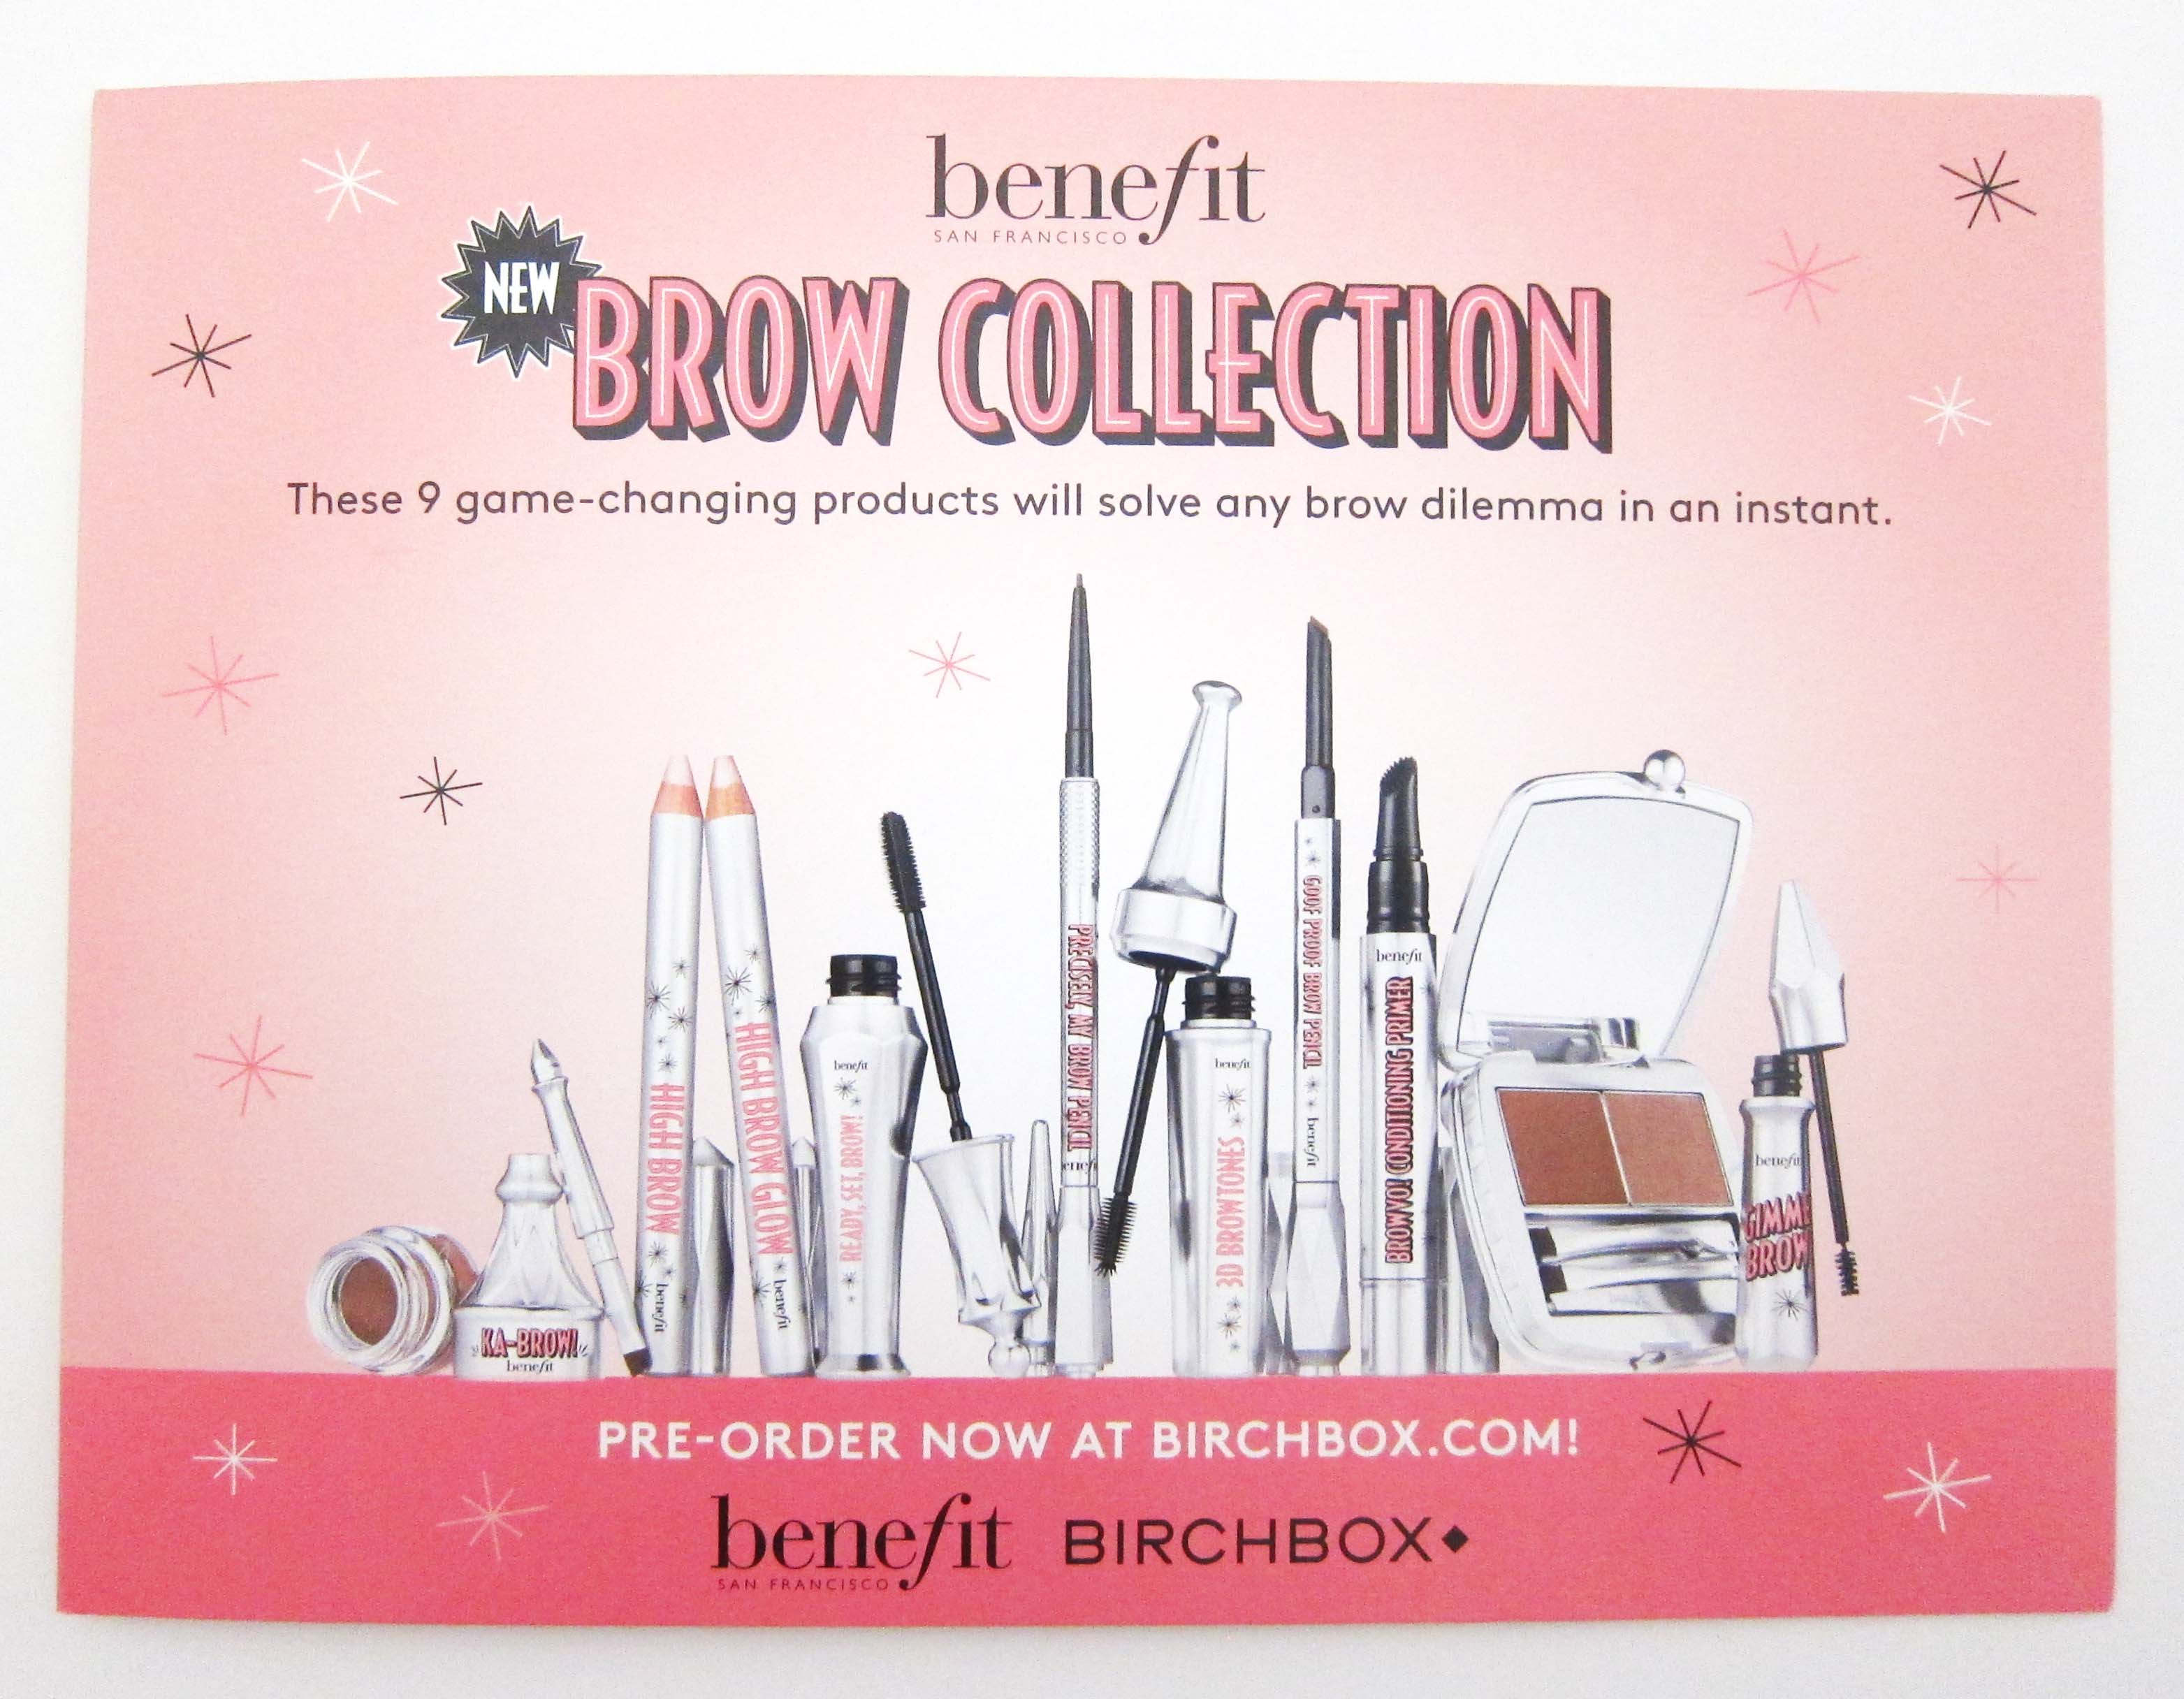 benefit
SAN FRANCISCO
NEW
BROW COLLECTION
These 9 game-changing products will solve any brow dilemma in an instant.
KA-BROW!
benefit
HIGH BROW
benefit
HIGH BROW GLOW
benefit
benefit
READY, SET, BROW!
PRECISELY, MY BROW PENCIL
benefit
benefit
3D BROWTONES
GOOF PROOF BROW PENCIL
benefit
benefit
BROWVO! CONDITIONING PRIMER
benefit
GIMME
BROW
PRE-ORDER NOW AT BIRCHBOX.COM!
benefit
SAN FRANCISCO
BIRCHBOX